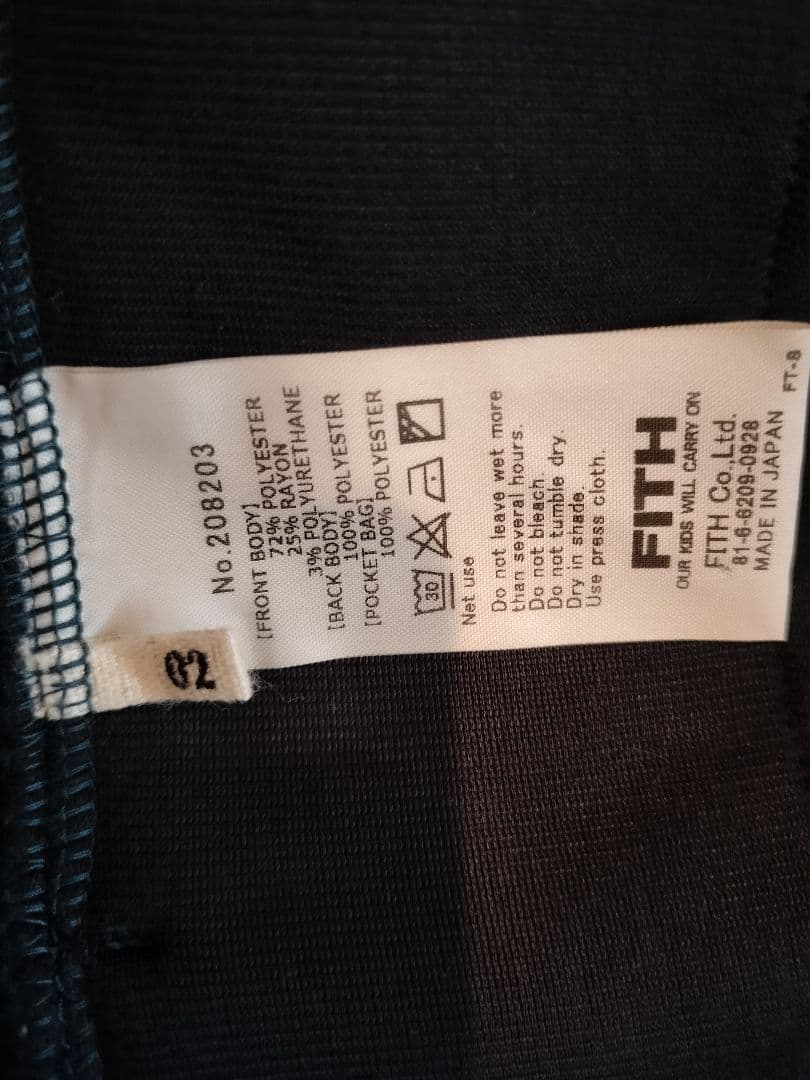 No.208203
[FRONT BODY]
72% POLYESTER
25% RAYON
3% POLYURETHANE
[BACK BODY]
100% POLYESTER
[POCKET BAG]
100% POLYESTER
30
Net use
Do not leave wet more
than several hours.
Do not bleach.
Do not tumble dry.
Dry in shade.
Use press cloth.
FITH
OUR KIDS WILL CARRY ON
FITH Co.,Ltd.
81-6-6209-0928
MADE IN JAPAN
FT-8